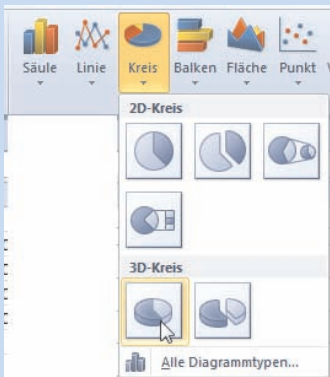 Säule Linie Kreis Balken Fläche Punkt
2D-Kreis
3D-Kreis
Alle Diagrammtypen...